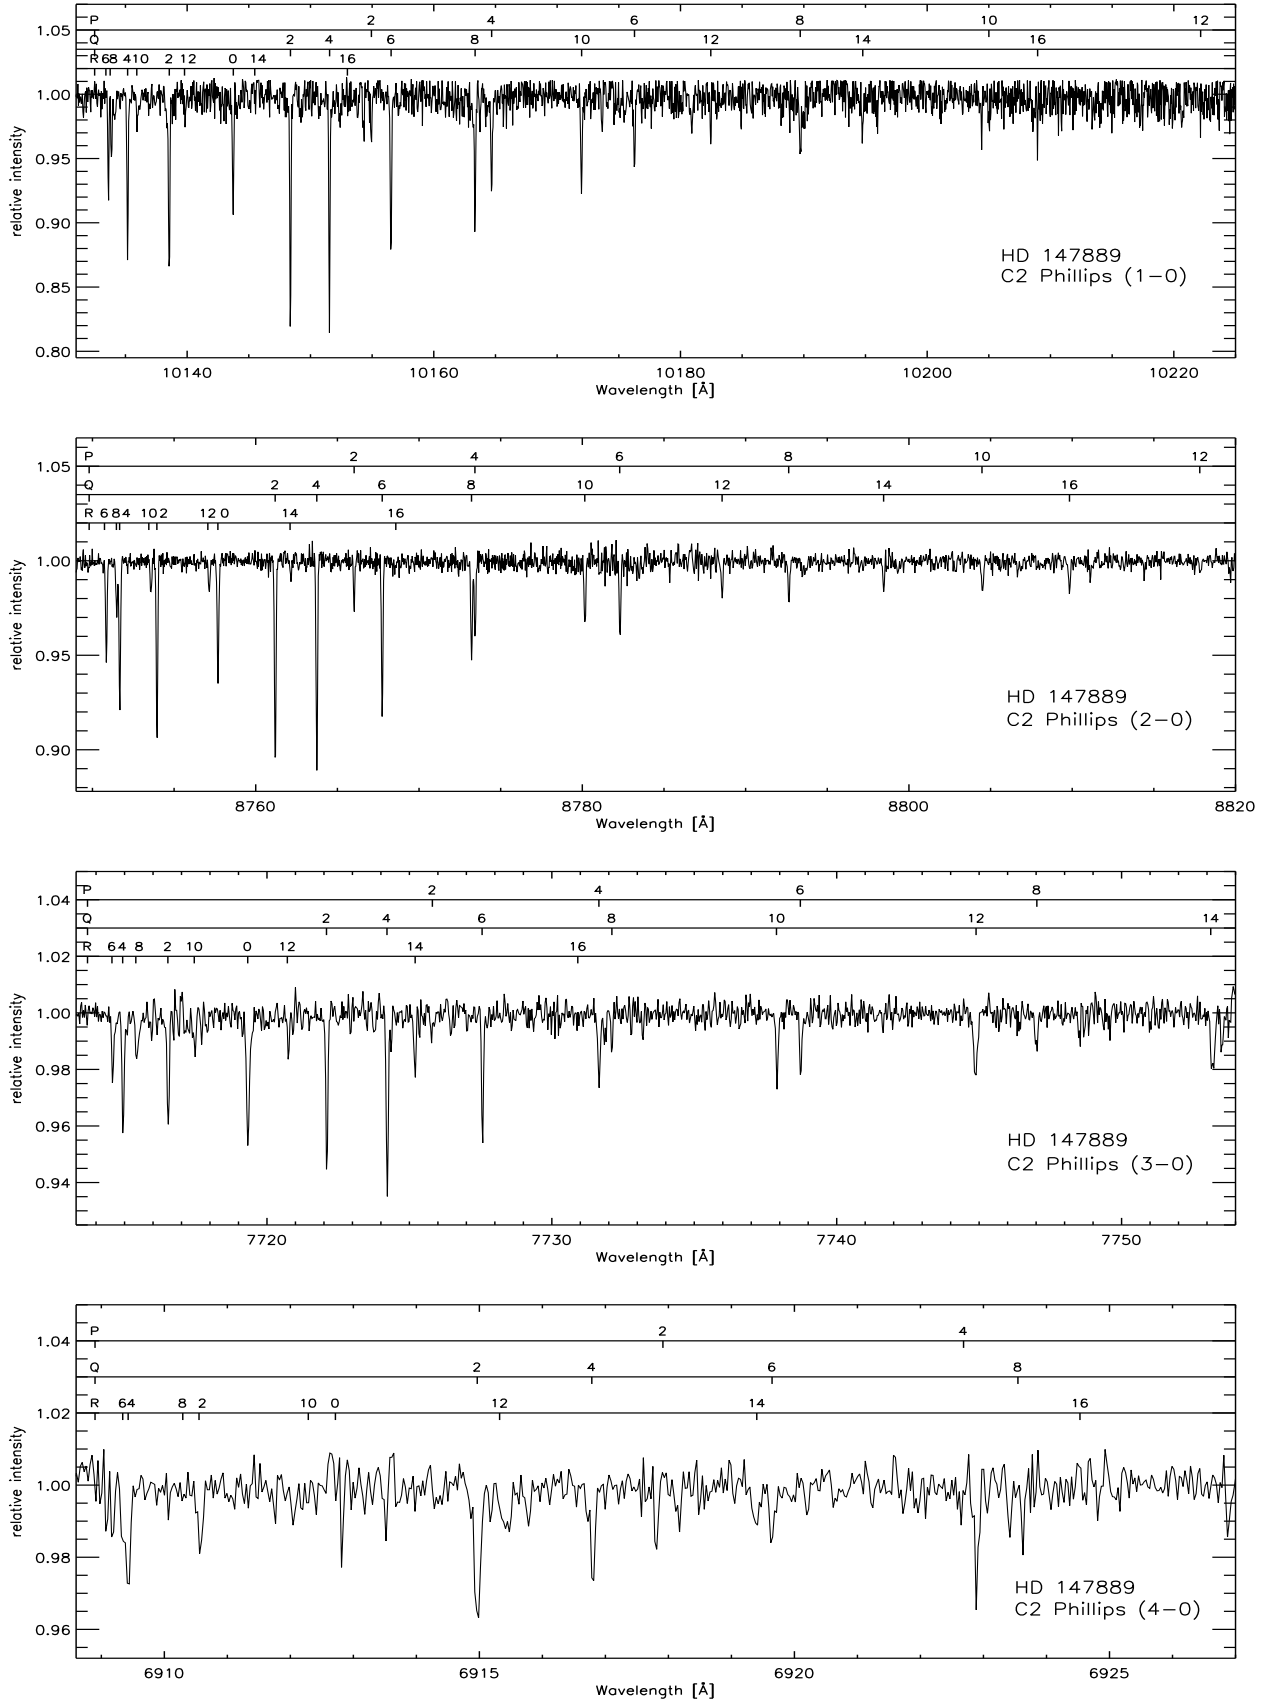 P 2 4 6 8 10 12
1.05
Q 2 4 6 8 10 12 14 16
R 6 8 4 10 2 12 0 14 16
1.00
0.95
0.90
0.85
0.80
relative intensity
HD 147889
C2 Phillips (1-0)
10140 10160 10180 10200 10220
Wavelength [Å]
P 2 4 6 8 10 12
1.05
Q 2 4 6 8 10 12 14 16
R 6 8 4 10 2 12 0 14 16
1.00
0.95
0.90
relative intensity
HD 147889
C2 Phillips (2-0)
8760 8780 8800 8820
Wavelength [Å]
P 2 4 6 8
1.04
Q 2 4 6 8 10 12 14
R 6 4 8 2 10 0 12 14 16
1.02
1.00
0.98
0.96
0.94
relative intensity
HD 147889
C2 Phillips (3-0)
7720 7730 7740 7750
Wavelength [Å]
P 2 4
1.04
Q 2 4 6 8
R 6 4 8 2 10 0 12 14 16
1.02
1.00
0.98
0.96
relative intensity
HD 147889
C2 Phillips (4-0)
6910 6915 6920 6925
Wavelength [Å]